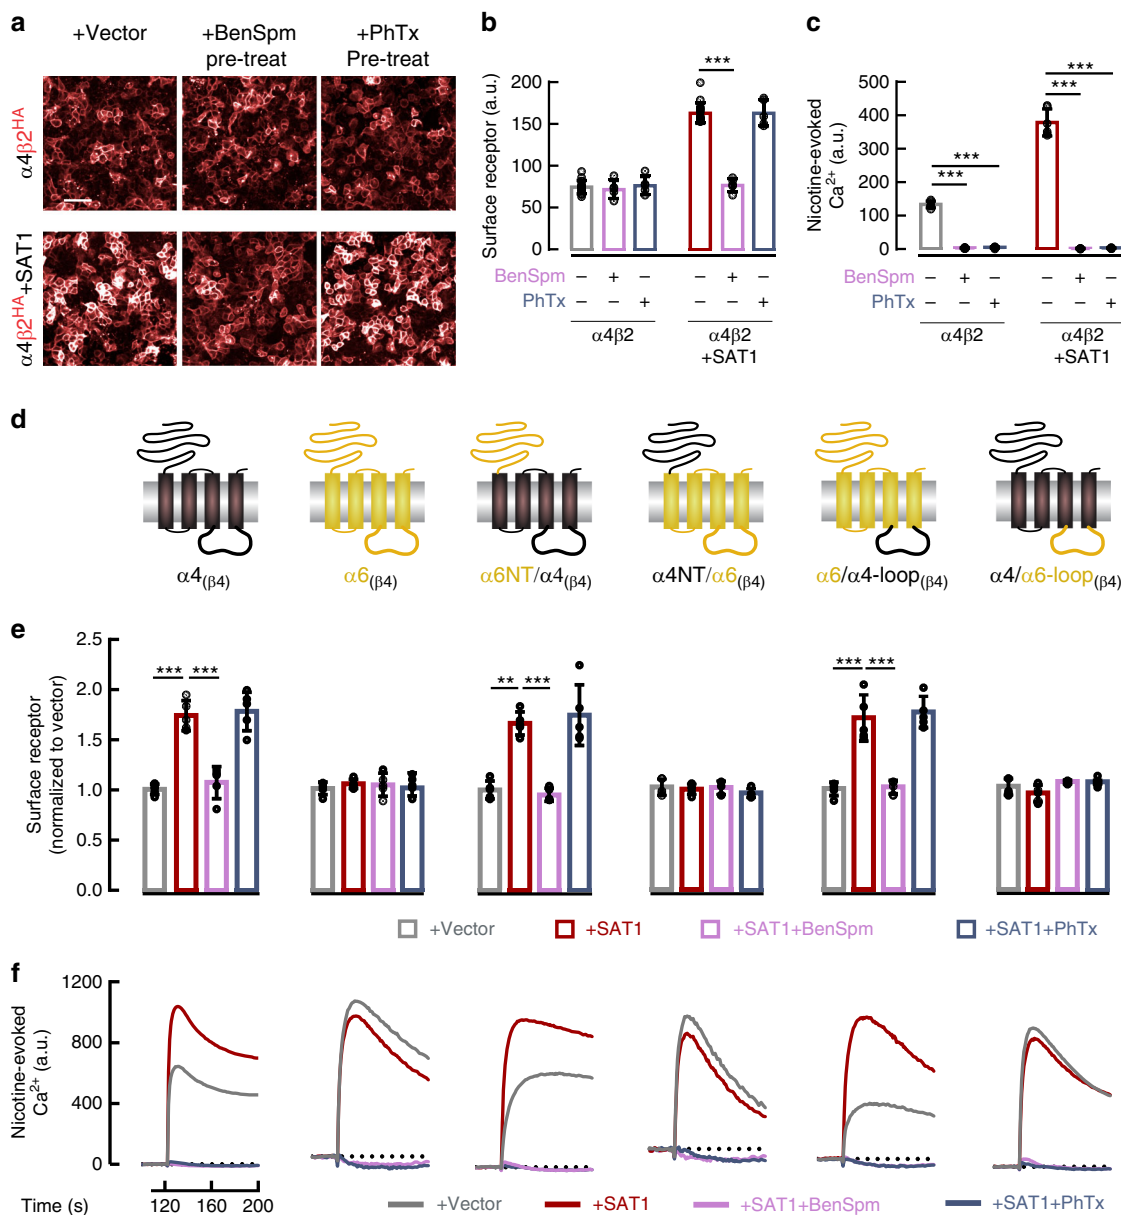 a
+Vector
+BenSpm
pre-treat
+PhTx
Pre-treat
α4β2HA
α4β2HA+SAT1
b
Surface receptor (a.u.)
200
150
100
50
0
***
BenSpm − + − − + −
PhTx − − + − − +
α4β2
α4β2
+SAT1
c
Nicotine-evoked
Ca2+ (a.u.)
500
400
300
200
100
0
***
***
***
***
BenSpm − + − − + −
PhTx − − + − − +
α4β2
α4β2
+SAT1
d
α4(β4)
α6(β4)
α6NT/α4(β4)
α4NT/α6(β4)
α6/α4-loop(β4)
α4/α6-loop(β4)
e
Surface receptor
(normalized to vector)
2.5
2.0
1.5
1.0
0.5
0.0
*** ***
** ***
*** ***
+Vector
+SAT1
+SAT1+BenSpm
+SAT1+PhTx
f
Nicotine-evoked
Ca2+ (a.u.)
1200
800
400
0
Time (s)
120 160 200
+Vector
+SAT1
+SAT1+BenSpm
+SAT1+PhTx